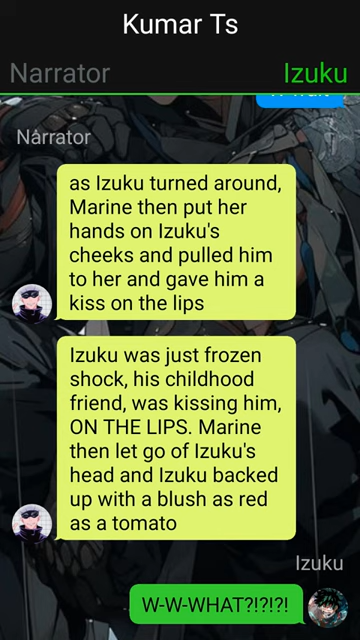 Kumar Ts
Narrator
Izuku
Narrator
as Izuku turned around,
Marine then put her
hands on Izuku's
cheeks and pulled him
to her and gave him a
kiss on the lips
Izuku was just frozen
shock, his childhood
friend, was kissing him,
ON THE LIPS. Marine
then let go of Izuku's
head and Izuku backed
up with a blush as red
as a tomato
Izuku
W-W-WHAT?!?!?!